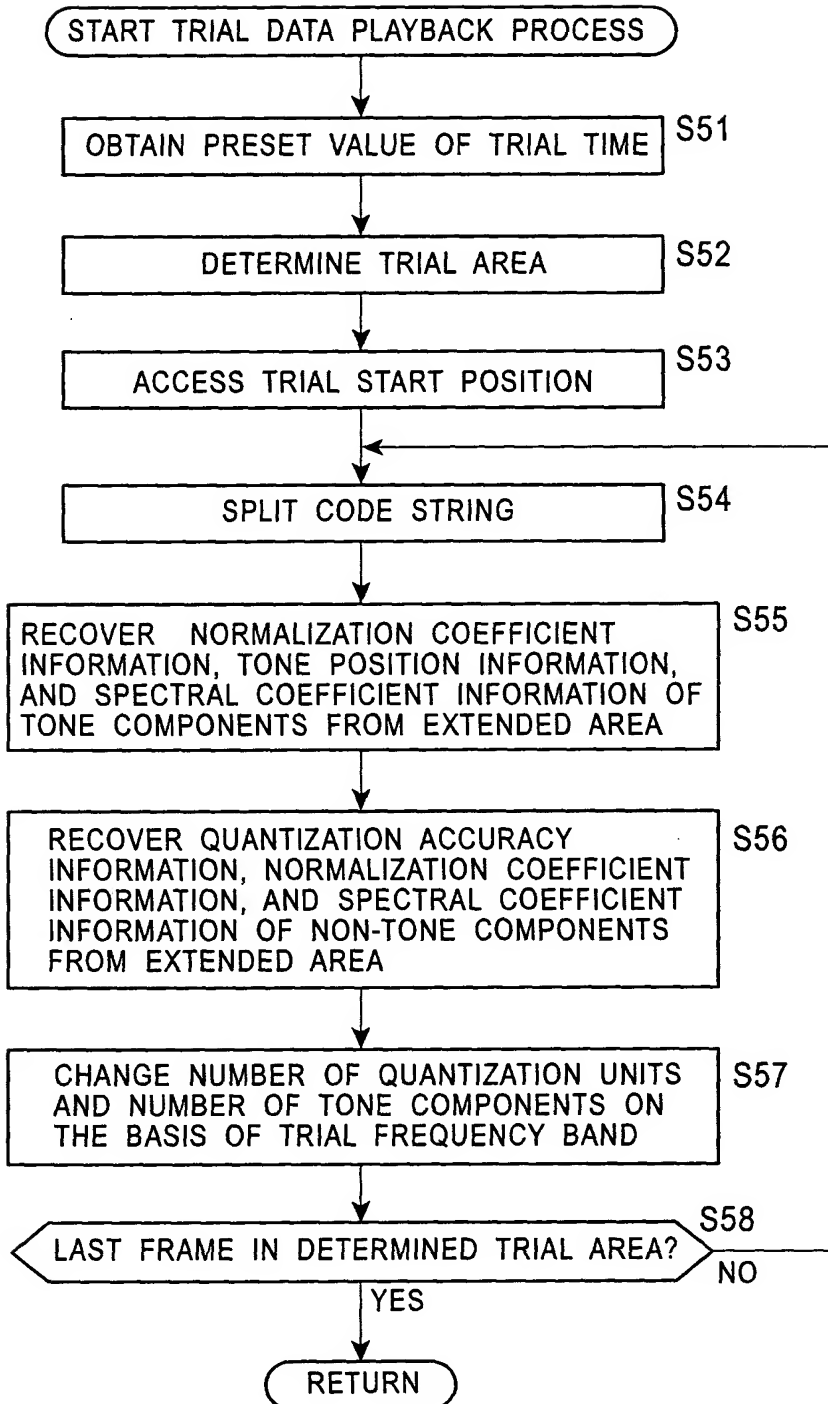 START TRIAL DATA PLAYBACK PROCESS
OBTAIN PRESET VALUE OF TRIAL TIME
S51
DETERMINE TRIAL AREA
S52
ACCESS TRIAL START POSITION
S53
SPLIT CODE STRING
S54
RECOVER NORMALIZATION COEFFICIENT
INFORMATION, TONE POSITION INFORMATION,
AND SPECTRAL COEFFICIENT INFORMATION OF
TONE COMPONENTS FROM EXTENDED AREA
S55
RECOVER QUANTIZATION ACCURACY
INFORMATION, NORMALIZATION COEFFICIENT
INFORMATION, AND SPECTRAL COEFFICIENT
INFORMATION OF NON-TONE COMPONENTS
FROM EXTENDED AREA
S56
CHANGE NUMBER OF QUANTIZATION UNITS
AND NUMBER OF TONE COMPONENTS ON
THE BASIS OF TRIAL FREQUENCY BAND
S57
LAST FRAME IN DETERMINED TRIAL AREA?
S58
NO
YES
RETURN